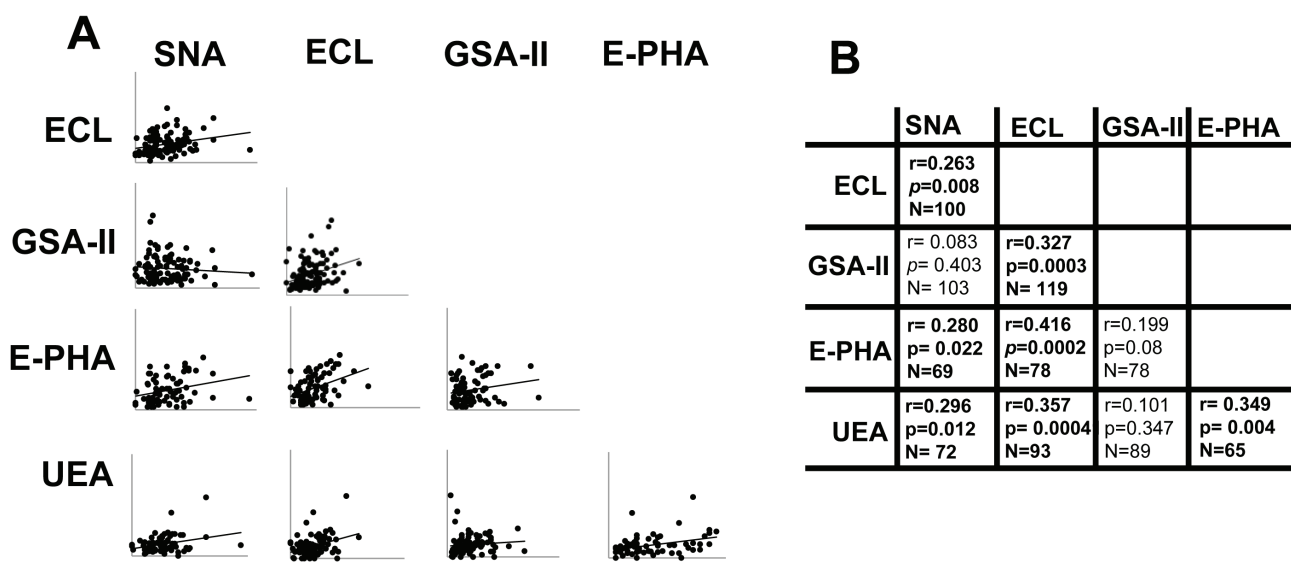 A
SNA ECL GSA-II E-PHA
ECL
GSA-II
E-PHA
UEA
B
SNA ECL GSA-II E-PHA
ECL
r=0.263
p=0.008
N=100
GSA-II
r= 0.083
p= 0.403
N= 103
r=0.327
p=0.0003
N= 119
E-PHA
r= 0.280
p= 0.022
N=69
r=0.416
p=0.0002
N=78
r=0.199
p=0.08
N=78
UEA
r=0.296
p=0.012
N= 72
r=0.357
p= 0.0004
N=93
r=0.101
p=0.347
N=89
r= 0.349
p= 0.004
N=65